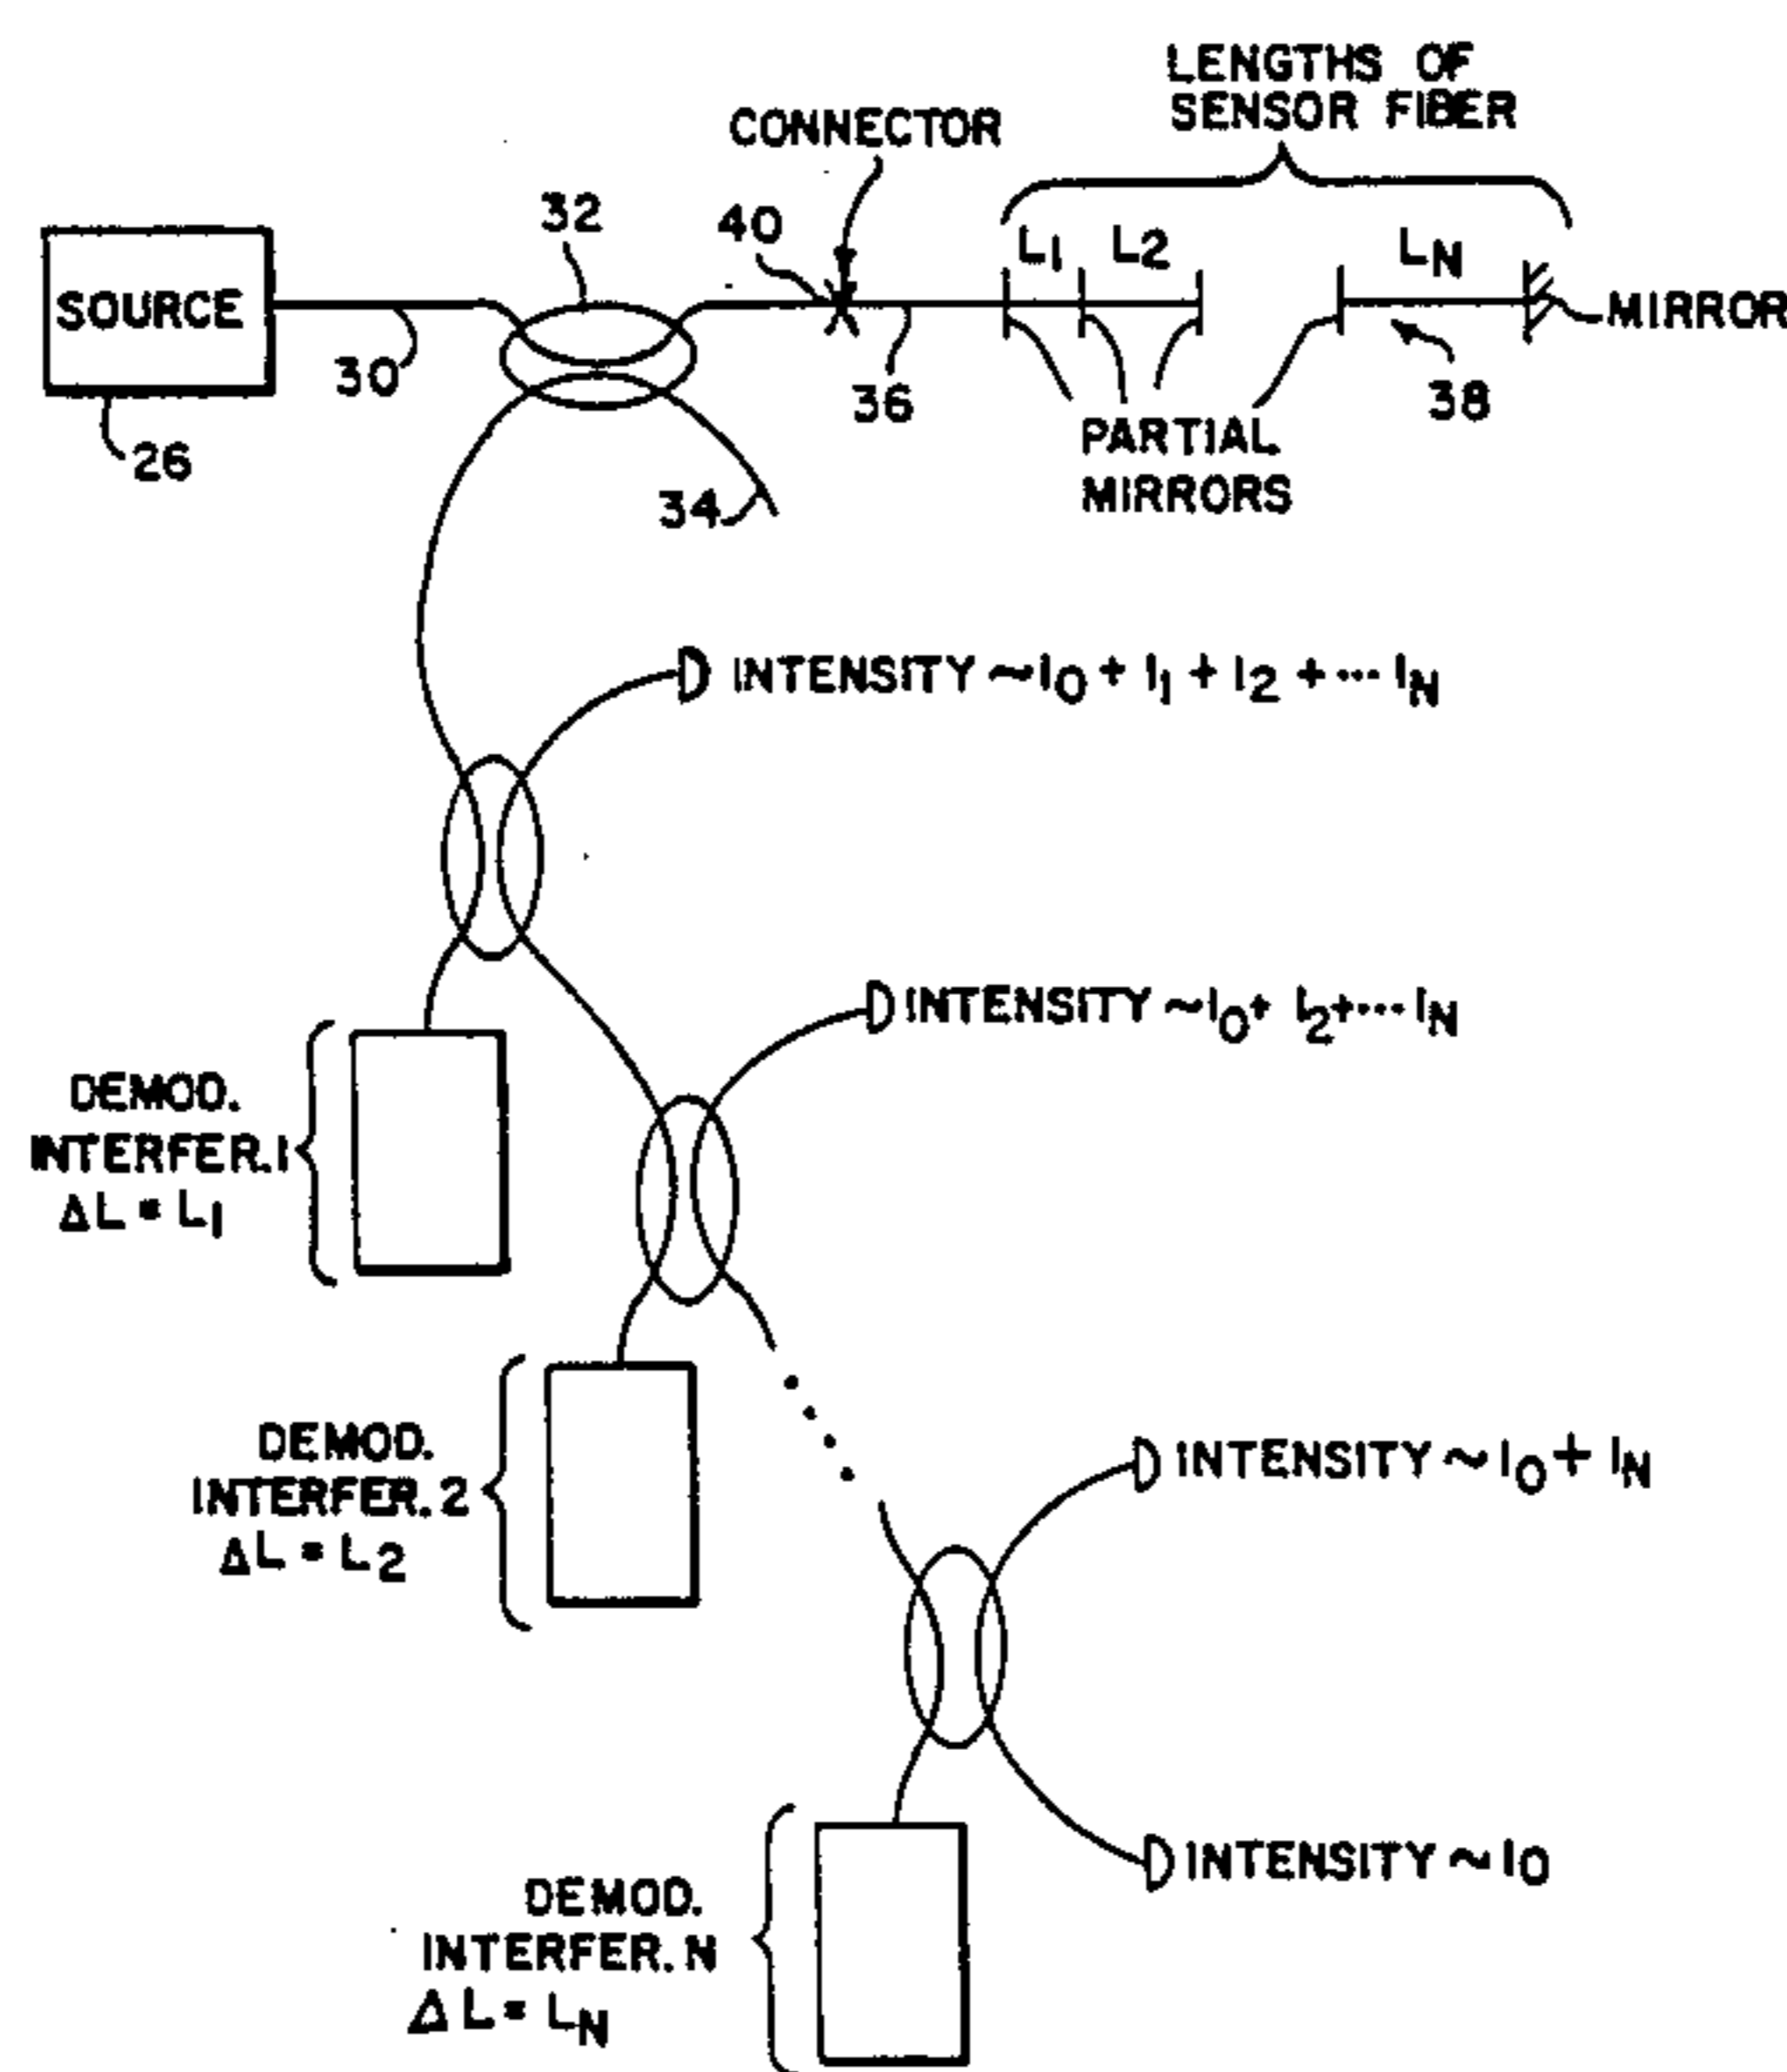 LENGTHS OF
SENSOR FIBER
CONNECTOR
32
40
L1
L2
LN
SOURCE
MIRROR
30
36
38
26
34
PARTIAL
MIRRORS
INTENSITY ~I0 + I1 + I2 + ••• IN
INTENSITY ~I0+ I2+••• IN
DEMOD.
INTERFER. 1
ΔL = L1
DEMOD.
INTERFER. 2
ΔL = L2
INTENSITY ~ I0 + IN
INTENSITY ~ I0
DEMOD.
INTERFER. N
ΔL = LN